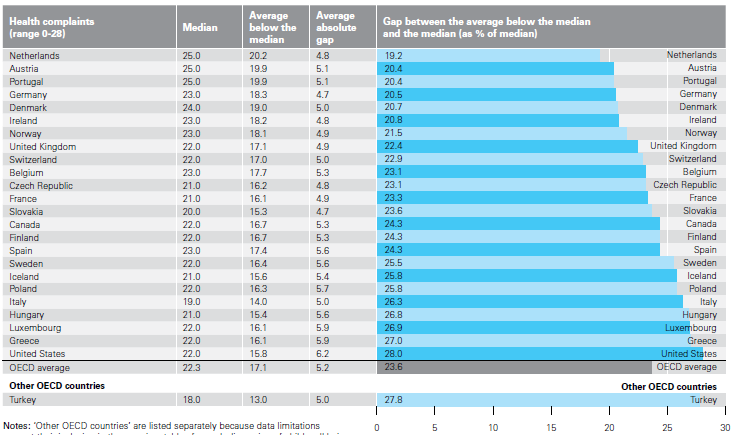 Health complaints (range 0-28) Median Average below the median Average absolute gap Gap between the average below the median and the median (as % of median)
Netherlands 25.0 20.2 4.8 19.2 Netherlands
Austria 25.0 19.9 5.1 20.4 Austria
Portugal 25.0 19.9 5.1 20.4 Portugal
Germany 23.0 18.3 4.7 20.5 Germany
Denmark 24.0 19.0 5.0 20.7 Denmark
Ireland 23.0 18.2 4.8 20.8 Ireland
Norway 23.0 18.1 4.9 21.5 Norway
United Kingdom 22.0 17.1 4.9 22.4 United Kingdom
Switzerland 22.0 17.0 5.0 22.9 Switzerland
Belgium 23.0 17.7 5.3 23.1 Belgium
Czech Republic 21.0 16.2 4.8 23.1 Czech Republic
France 21.0 16.1 4.9 23.3 France
Slovakia 20.0 15.3 4.7 23.6 Slovakia
Canada 22.0 16.7 5.3 24.3 Canada
Finland 22.0 16.7 5.3 24.3 Finland
Spain 23.0 17.4 5.6 24.3 Spain
Sweden 22.0 16.4 5.6 25.5 Sweden
Iceland 21.0 15.6 5.4 25.8 Iceland
Poland 22.0 16.3 5.7 25.8 Poland
Italy 19.0 14.0 5.0 26.3 Italy
Hungary 21.0 15.4 5.6 26.8 Hungary
Luxembourg 22.0 16.1 5.9 26.9 Luxembourg
Greece 22.0 16.1 5.9 27.0 Greece
United States 22.0 15.8 6.2 28.0 United States
OECD average 22.3 17.1 5.2 23.6 OECD average
Other OECD countries Other OECD countries
Turkey 18.0 13.0 5.0 27.8 Turkey
0 5 10 15 20 25 30
Notes: 'Other OECD countries' are listed separately because data limitations